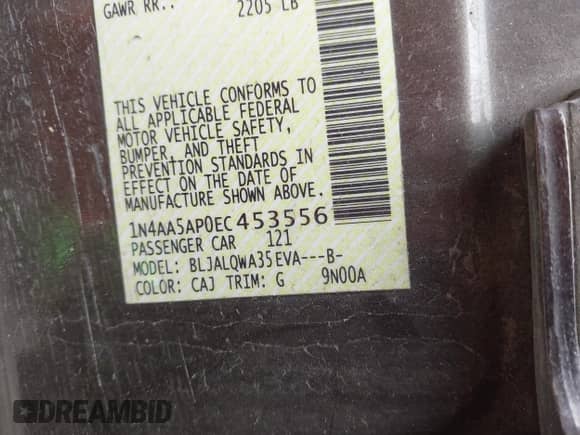 GAWR RR.: 2205 LB
THIS VEHICLE CONFORMS TO
ALL APPLICABLE FEDERAL
MOTOR VEHICLE SAFETY,
BUMPER, AND THEFT
PREVENTION STANDARDS IN
EFFECT ON THE DATE OF
MANUFACTURE SHOWN ABOVE.
1N4AA5AP0EC453556
PASSENGER CAR 121
MODEL: BLJALQWA35EVA---B-
COLOR: CAJ TRIM: G 9N00A
DREAMBID